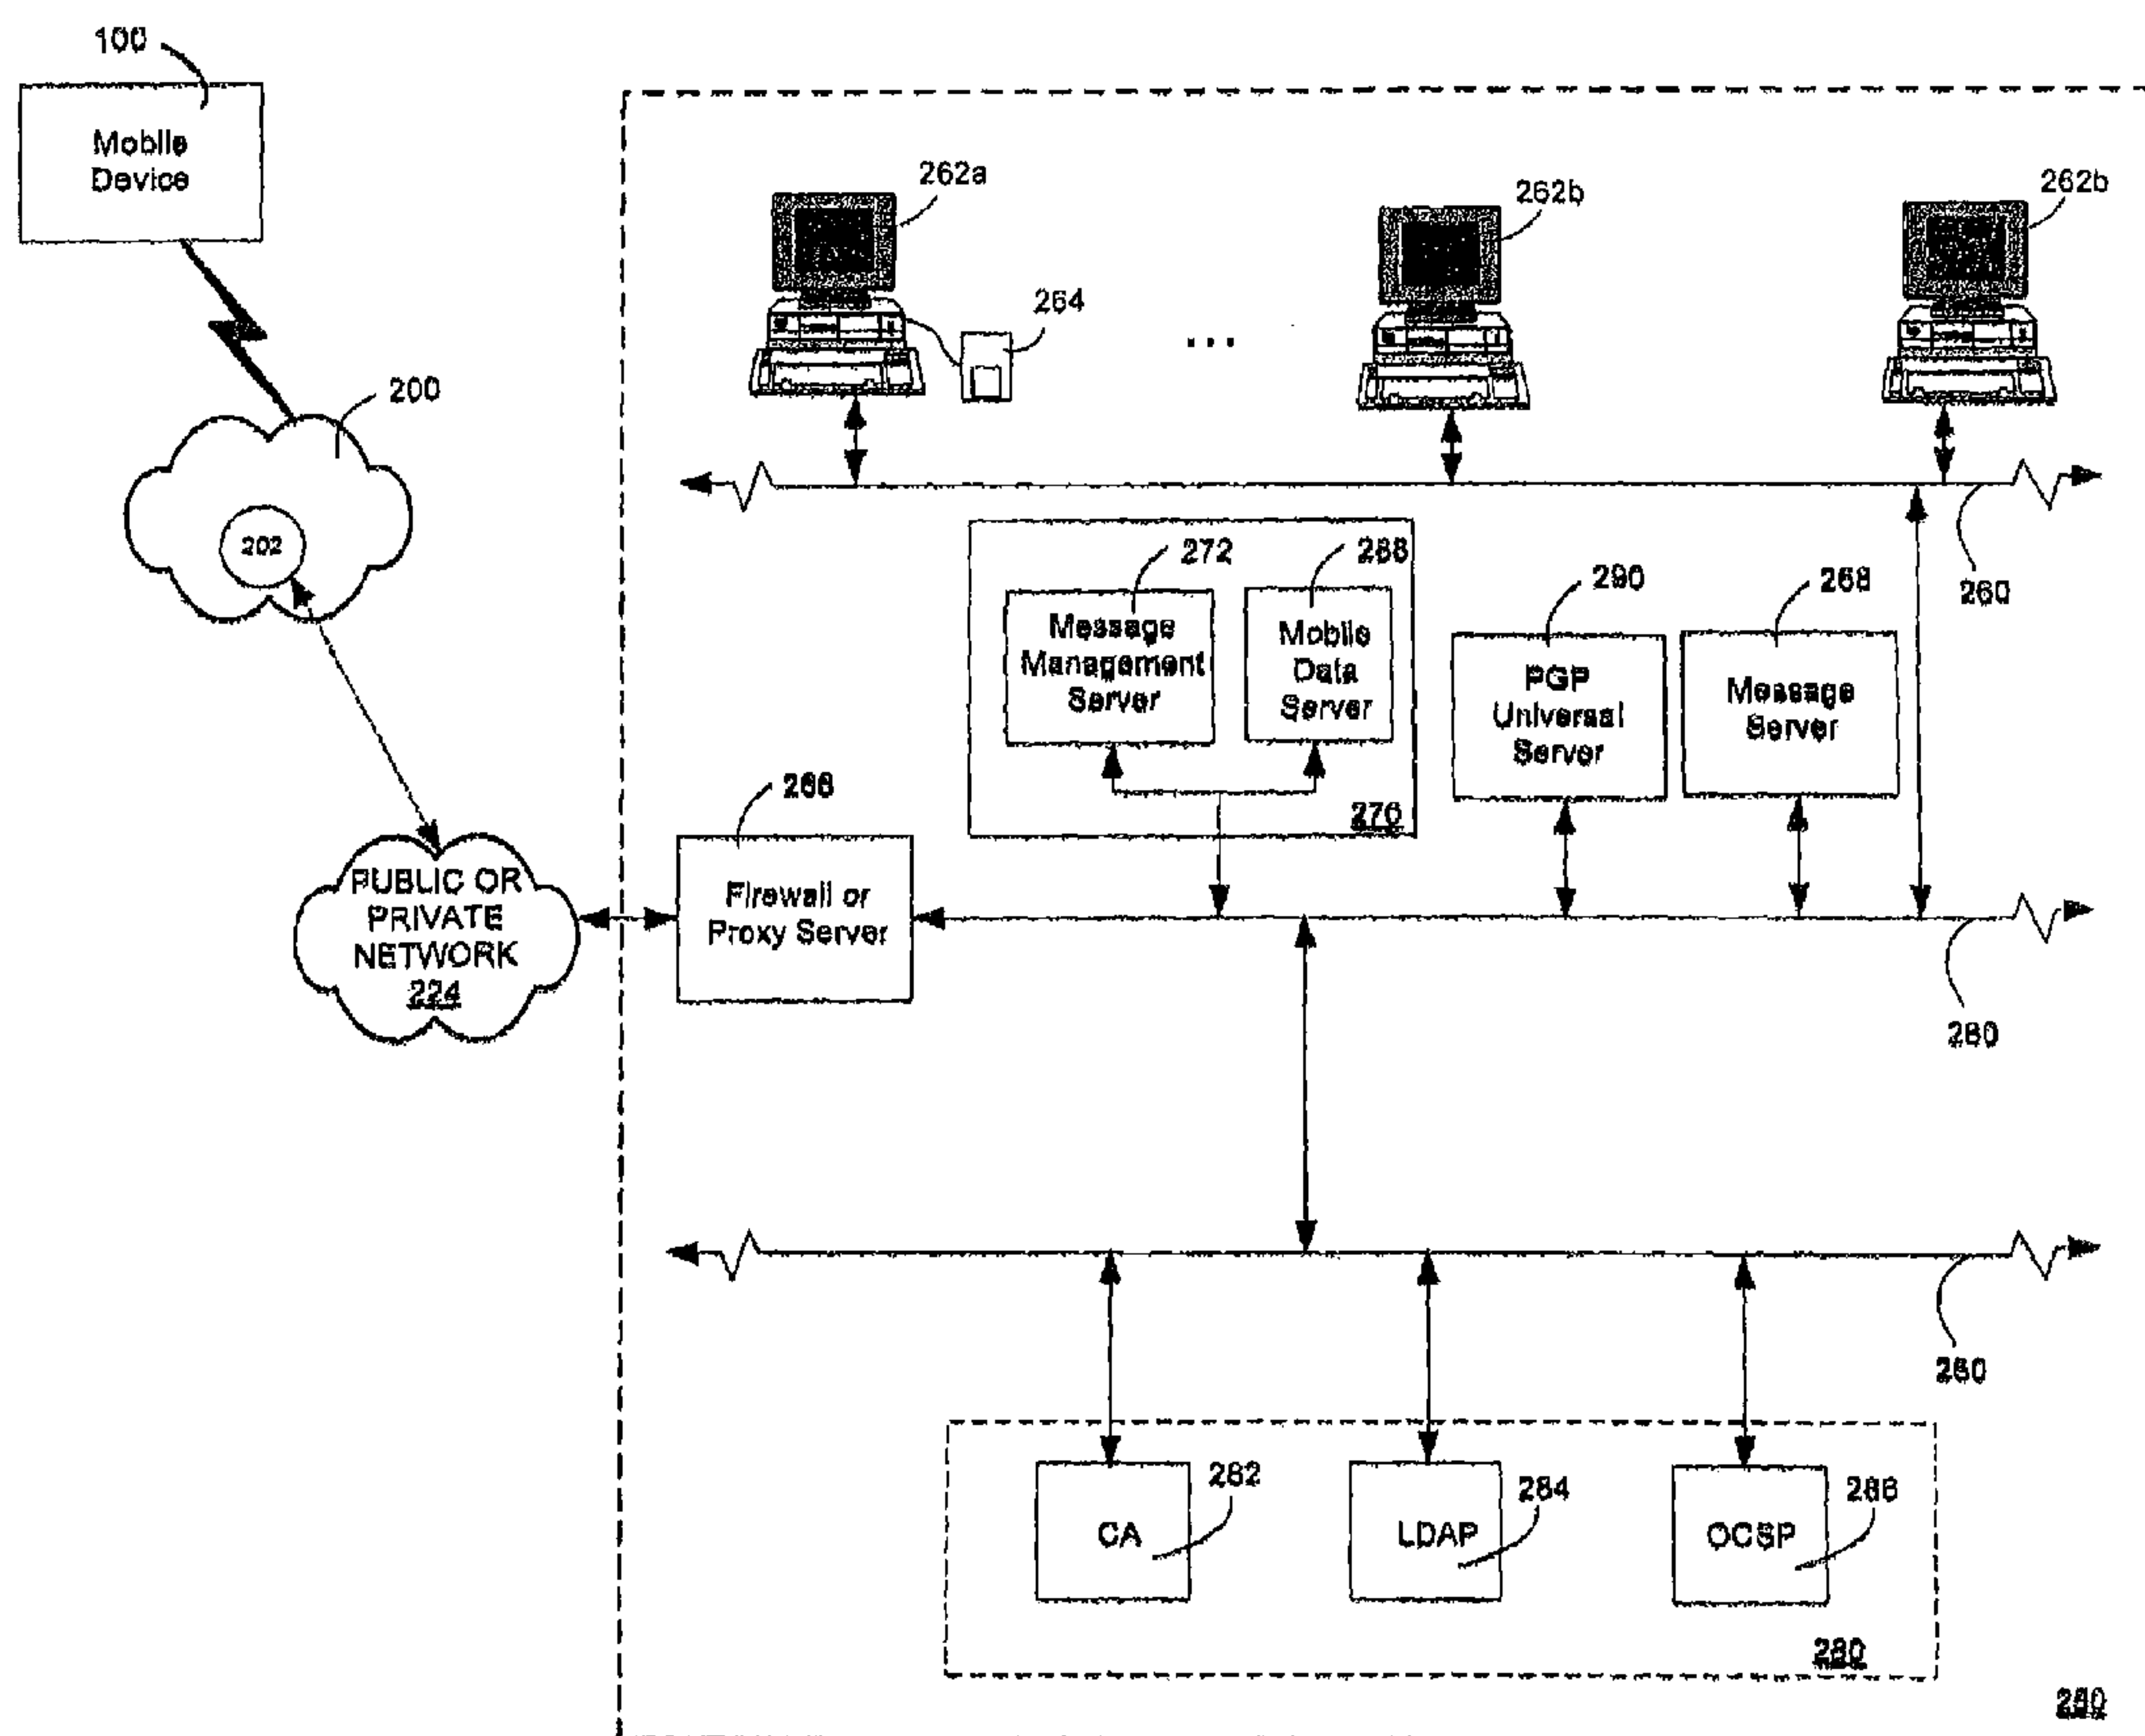 100
Mobile
Device
262a
262b
262b
264
200
202
260
272
288
290
268
Message
Management
Server
Mobile
Data
Server
PGP
Universal
Server
Message
Server
266
Firewall or
Proxy Server
PUBLIC OR
PRIVATE
NETWORK
224
260
260
282
284
286
CA
LDAP
OCSP
280